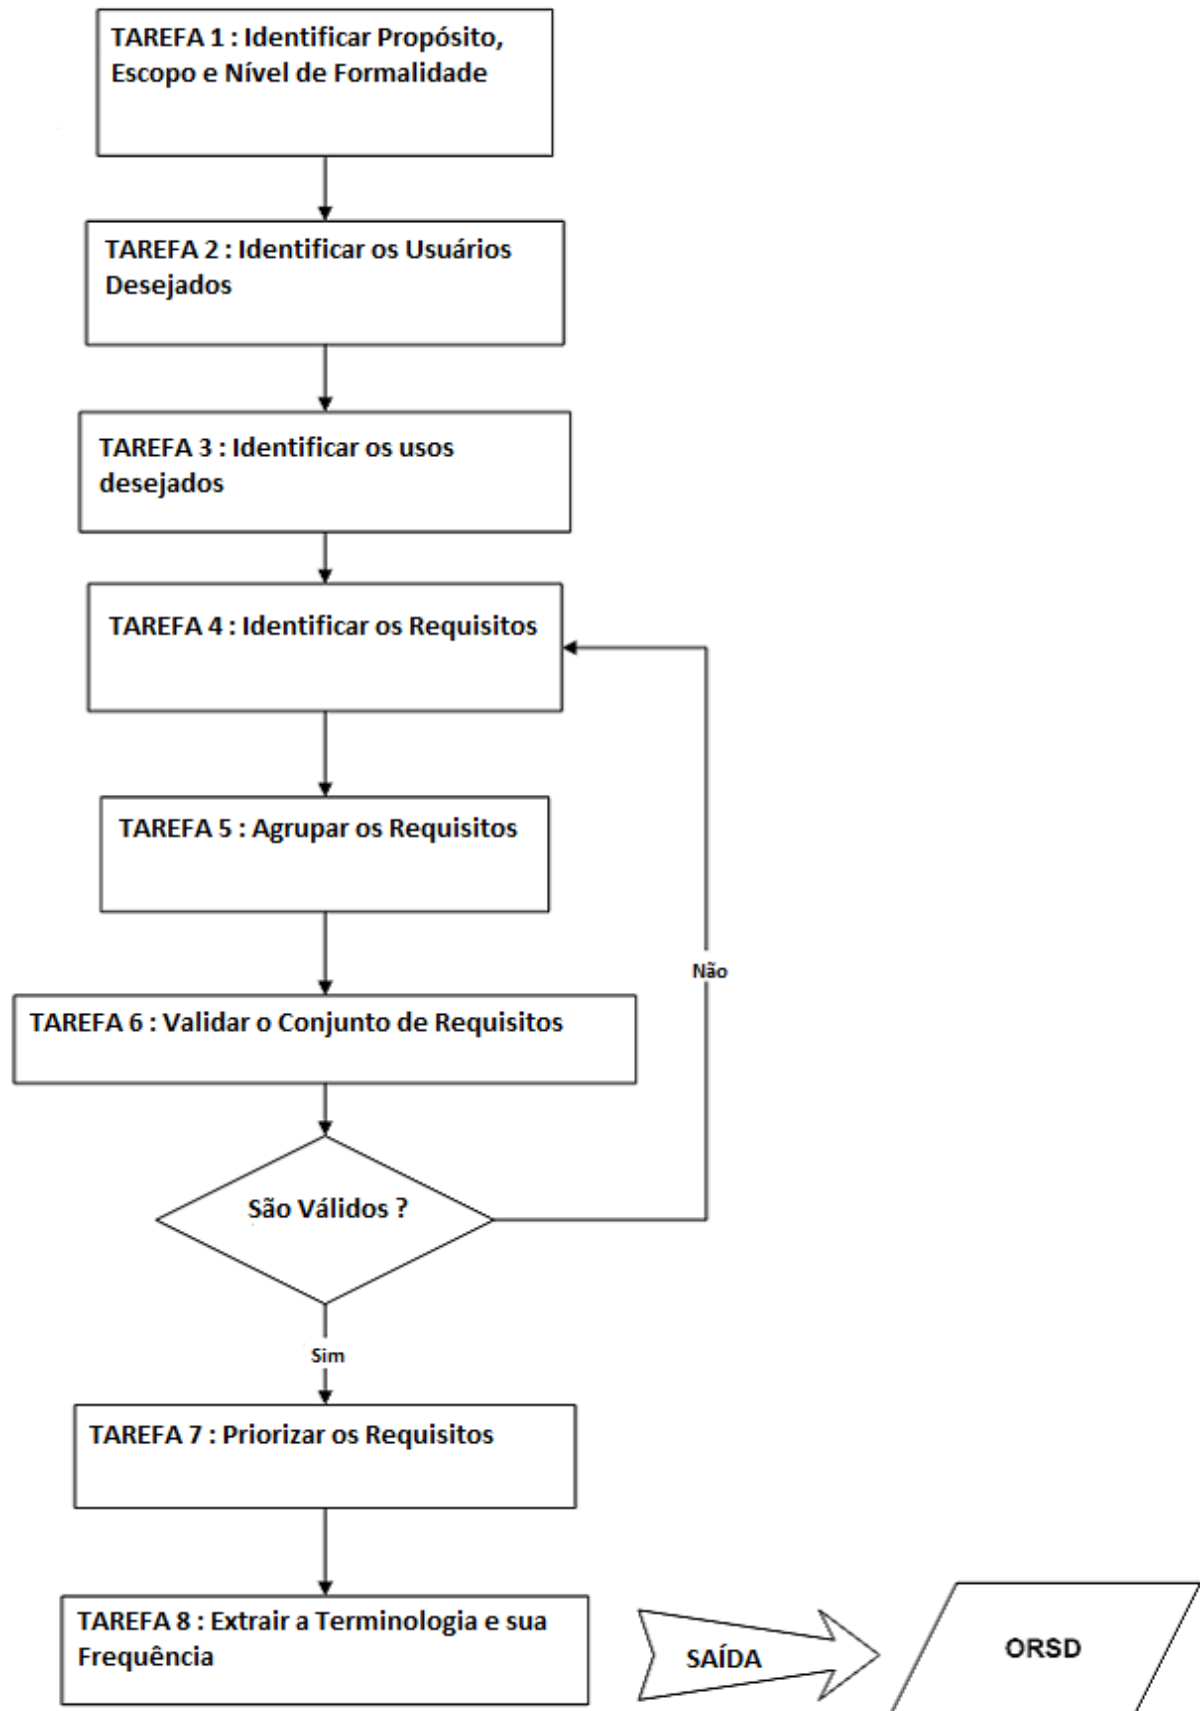 TAREFA 1 : Identificar Propósito,
Escopo e Nível de Formalidade
TAREFA 2 : Identificar os Usuários
Desejados
TAREFA 3 : Identificar os usos
desejados
TAREFA 4 : Identificar os Requisitos
TAREFA 5 : Agrupar os Requisitos
Não
TAREFA 6 : Validar o Conjunto de Requisitos
São Válidos ?
Sim
TAREFA 7 : Priorizar os Requisitos
TAREFA 8 : Extrair a Terminologia e sua
Frequência
SAÍDA
ORSD